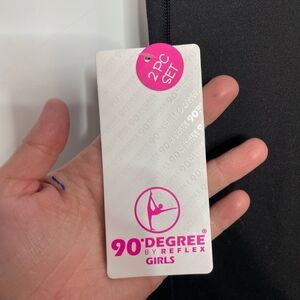 2 PC
SET
90°DEGREE®
BY REFLEX
GIRLS